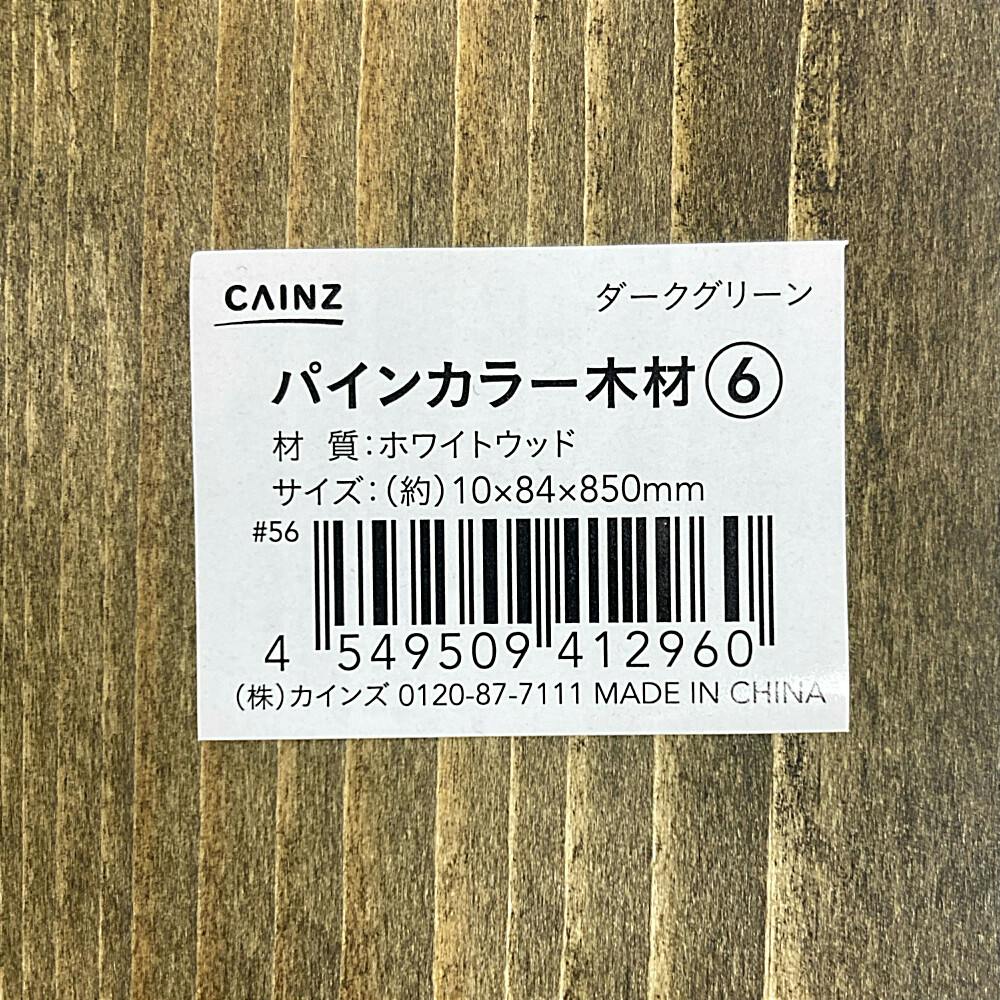 CAINZ ダークグリーン
パインカラー木材⑥
材 質：ホワイトウッド
サイズ：（約）10×84×850mm
#56
4 549509 412960
（株）カインズ 0120-87-7111 MADE IN CHINA